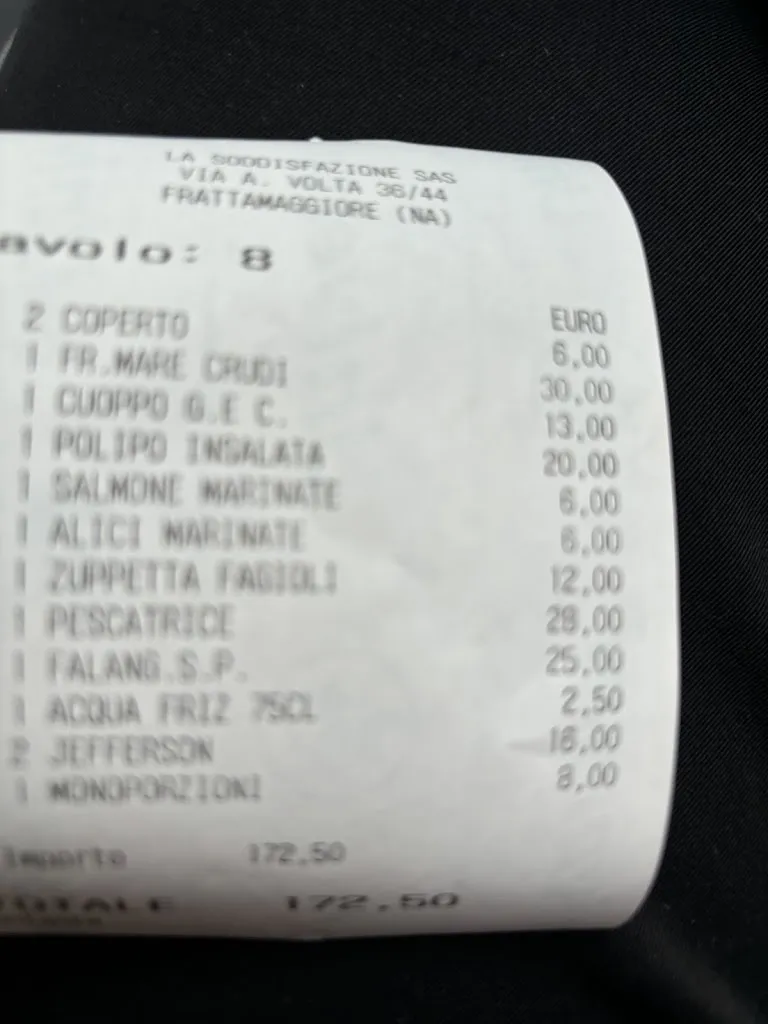 LA SODDISFAZIONE SAS
VIA A. VOLTA 36/44
FRATTAMAGGIORE (NA)
avolo: 8
EURO
2 COPERTO 6,00
1 FR.MARE CRUDI 30,00
1 CUOPPO G.E C. 13,00
1 POLIPO INSALATA 20,00
1 SALMONE MARINATE 6,00
1 ALICI MARINATE 6,00
1 ZUPPETTA FAGIOLI 12,00
1 PESCATRICE 28,00
1 FALANG.S.P. 25,00
1 ACQUA FRIZ 75CL 2,50
2 JEFFERSON 16,00
1 MONOPORZIONI 8,00
Importo 172,50
TOTALE 172,50